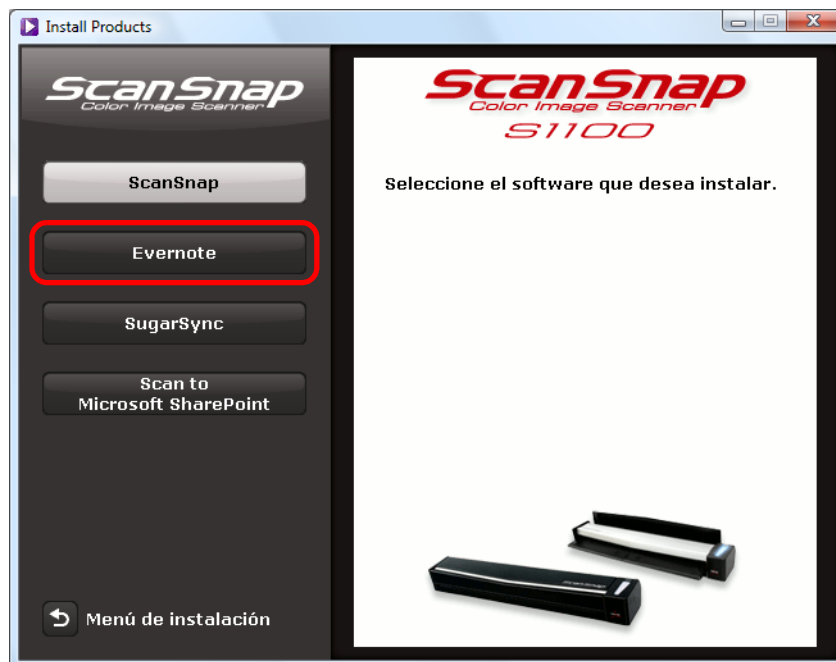 Install Products
ScanSnap
Color Image Scanner
ScanSnap
Evernote
SugarSync
Scan to
Microsoft SharePoint
Menú de instalación
ScanSnap
Color Image Scanner
S1100
Seleccione el software que desea instalar.
ScanSnap